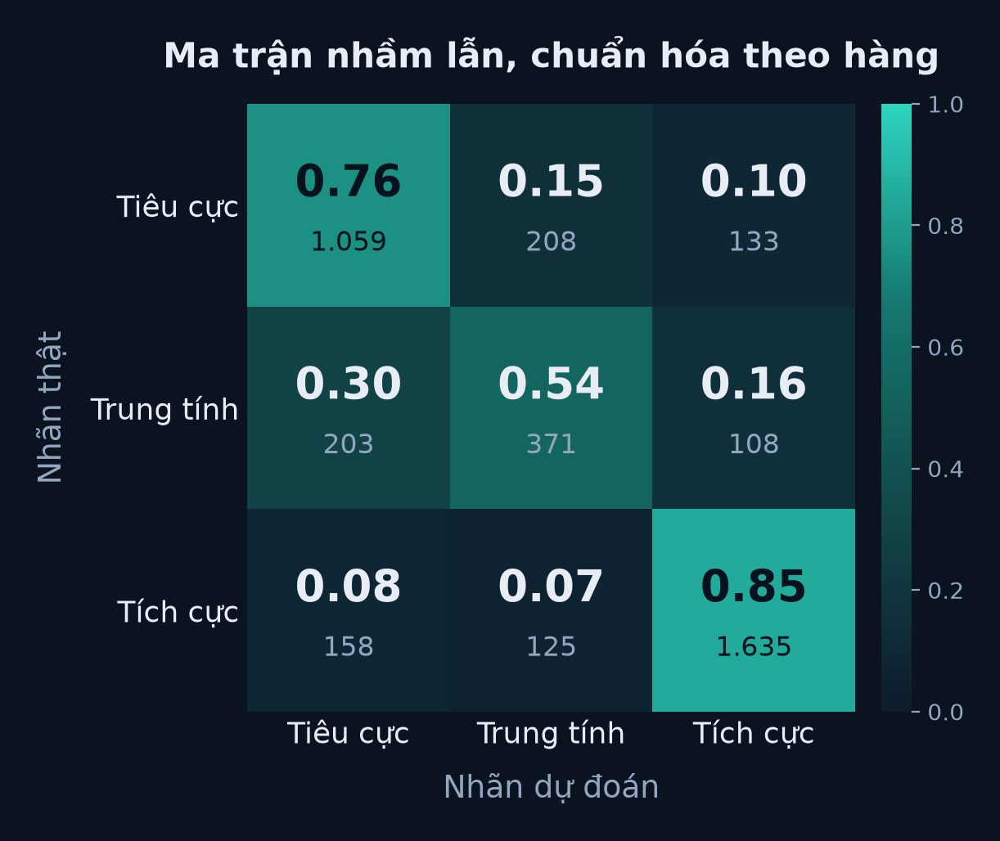 Ma trận nhầm lẫn, chuẩn hóa theo hàng
Nhãn thật
Tiêu cực
0.76
0.15
0.10
1.059
208
133
Trung tính
0.30
0.54
0.16
203
371
108
Tích cực
0.08
0.07
0.85
158
125
1.635
Tiêu cực
Trung tính
Tích cực
Nhãn dự đoán
1.0
0.8
0.6
0.4
0.2
0.0